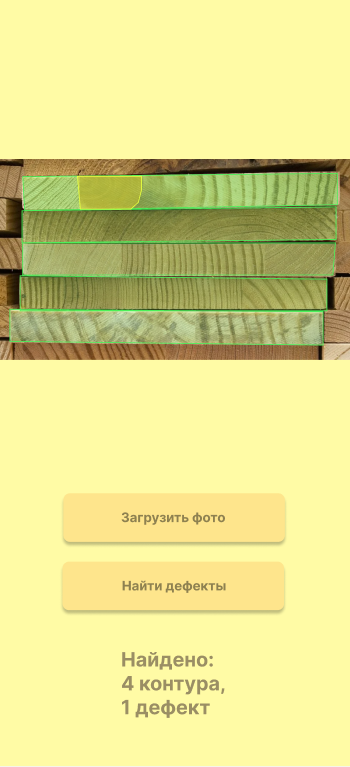 Загрузить фото
Найти дефекты
Найдено:
4 контура,
1 дефект